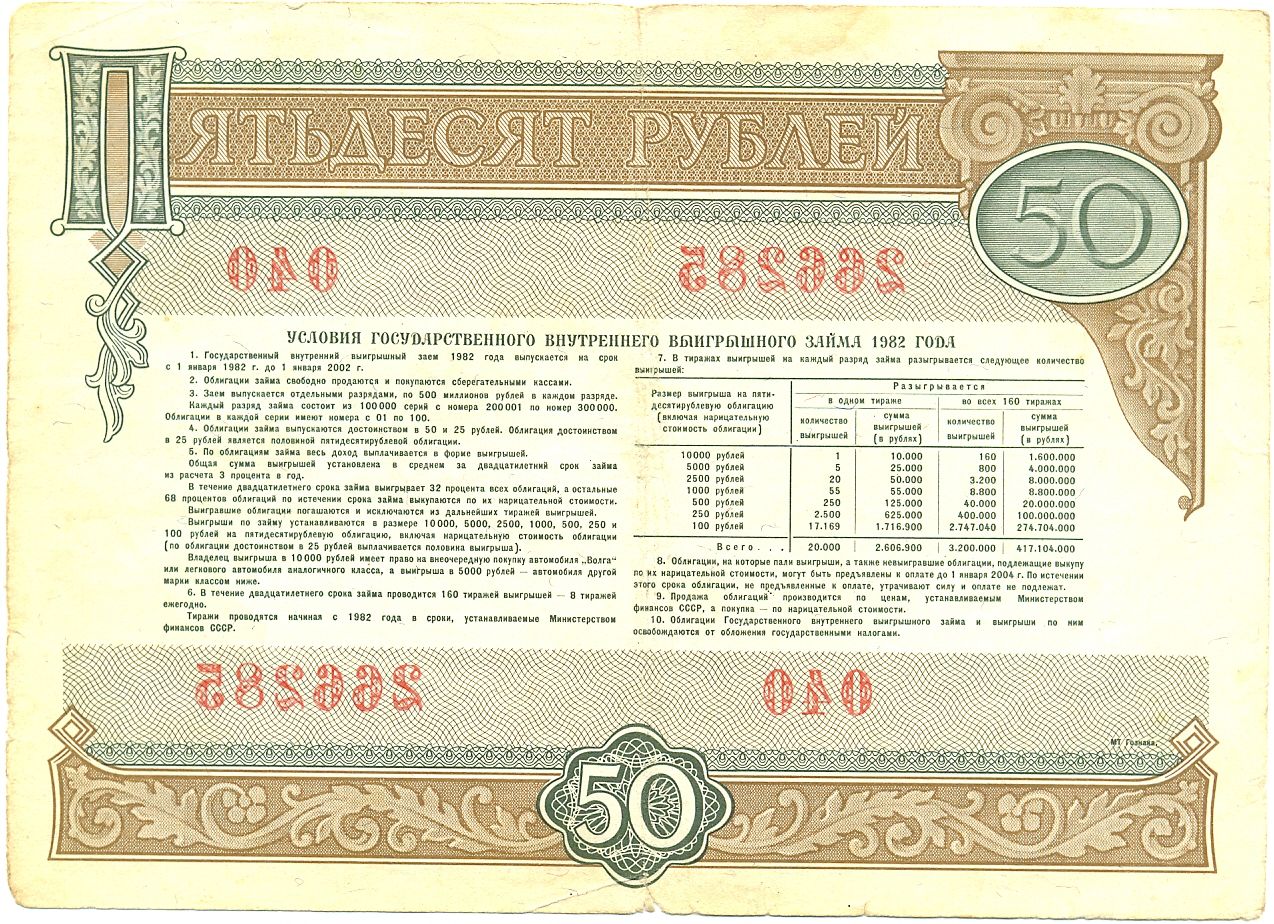 ПЯТЬДЕСЯТ РУБЛЕЙ
50
040 266285
УСЛОВИЯ ГОСУДАРСТВЕННОГО ВНУТРЕННЕГО ВЫИГРЫШНОГО ЗАЙМА 1982 ГОДА
1. Государственный внутренний выигрышный заем 1982 года выпускается на срок
с 1 января 1982 г. до 1 января 2002 г.
2. Облигации займа свободно продаются и покупаются сберегательными кассами.
3. Заем выпускается отдельными разрядами, по 500 миллионов рублей в каждом разряде.
Каждый разряд займа состоит из 100000 серий с номера 200001 по номер 300000.
Облигации в каждой серии имеют номера с 01 по 100.
4. Облигации займа выпускаются достоинством в 50 и 25 рублей. Облигация достоинством
в 25 рублей является половиной пятидесятирублевой облигации.
5. По облигациям займа весь доход выплачивается в форме выигрышей.
Общая сумма выигрышей установлена в среднем за двадцатилетний срок займа
из расчета 3 процента в год.
В течение двадцатилетнего срока займа выигрывает 32 процента всех облигаций, а остальные
68 процентов облигаций по истечении срока займа выкупаются по их нарицательной стоимости.
Выигравшие облигации погашаются и исключаются из дальнейших тиражей выигрышей.
Выигрыши по займу устанавливаются в размере 10000, 5000, 2500, 1000, 500, 250 и
100 рублей на пятидесятирублевую облигацию, включая нарицательную стоимость облигации
(по облигации достоинством в 25 рублей выплачивается половина выигрыша).
Владелец выигрыша в 10000 рублей имеет право на внеочередную покупку автомобиля „Волга“
или легкового автомобиля аналогичного класса, а выигрыша в 5000 рублей — автомобиля другой
марки классом ниже.
6. В течение двадцатилетнего срока займа проводится 160 тиражей выигрышей — 8 тиражей
ежегодно.
Тиражи проводятся начиная с 1982 года в сроки, устанавливаемые Министерством
финансов СССР.
7. В тиражах выигрышей на каждый разряд займа разыгрывается следующее количество
выигрышей:
Размер выигрыша на пяти-
десятирублевую облигацию
(включая нарицательную
стоимость облигации)
Разыгрывается
в одном тираже во всех 160 тиражах
количество выигрышей сумма выигрышей (в рублях) количество выигрышей сумма выигрышей (в рублях)
10000 рублей 1 10.000 160 1.600.000
5000 рублей 5 25.000 800 4.000.000
2500 рублей 20 50.000 3.200 8.000.000
1000 рублей 55 55.000 8.800 8.800.000
500 рублей 250 125.000 40.000 20.000.000
250 рублей 2.500 625.000 400.000 100.000.000
100 рублей 17.169 1.716.900 2.747.040 274.704.000
Всего... 20.000 2.606.900 3.200.000 417.104.000
8. Облигации, на которые пали выигрыши, а также невыигравшие облигации, подлежащие выкупу
по их нарицательной стоимости, могут быть предъявлены к оплате до 1 января 2004 г. По истечении
этого срока облигации, не предъявленные к оплате, утрачивают силу и оплате не подлежат.
9. Продажа облигаций производится по ценам, устанавливаемым Министерством
финансов СССР, а покупка — по нарицательной стоимости.
10. Облигации Государственного внутреннего выигрышного займа и выигрыши по ним
освобождаются от обложения государственными налогами.
266285 040
МТ Гознака.
50